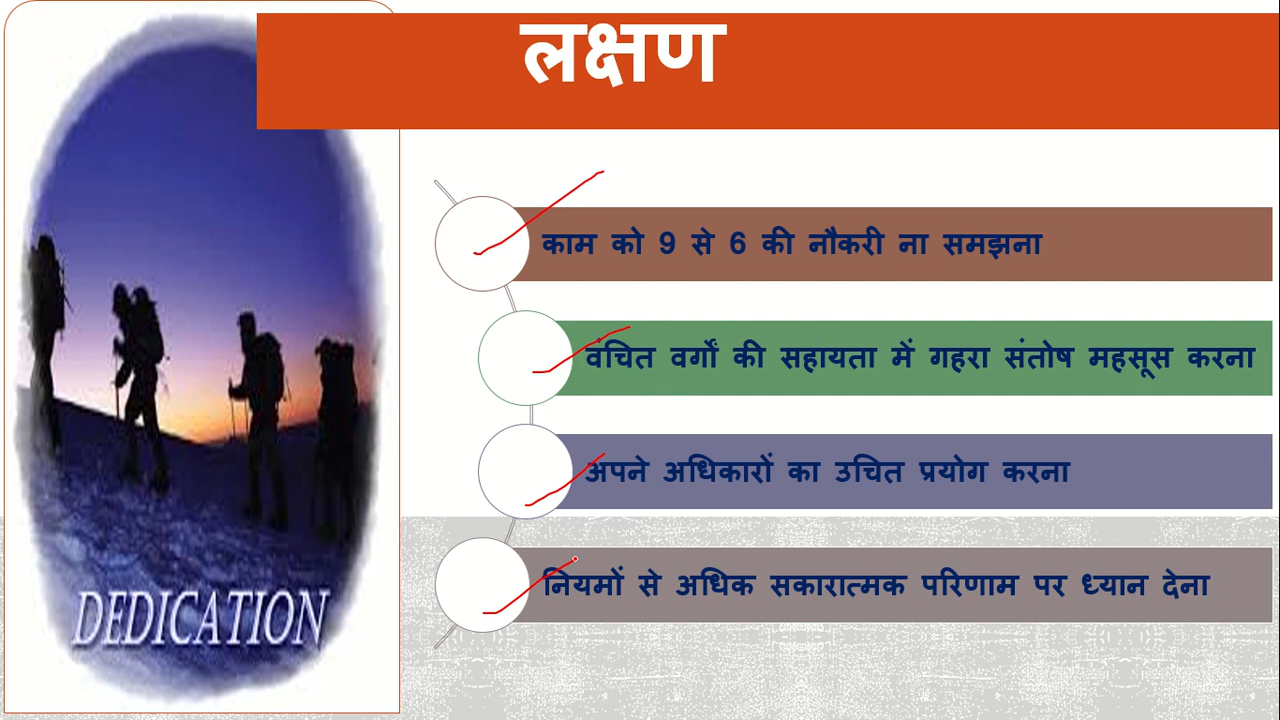 लक्षण
काम को 9 से 6 की नौकरी ना समझना
वंचित वर्गों की सहायता में गहरा संतोष महसूस करना
अपने अधिकारों का उचित प्रयोग करना
नियमों से अधिक सकारात्मक परिणाम पर ध्यान देना
DEDICATION